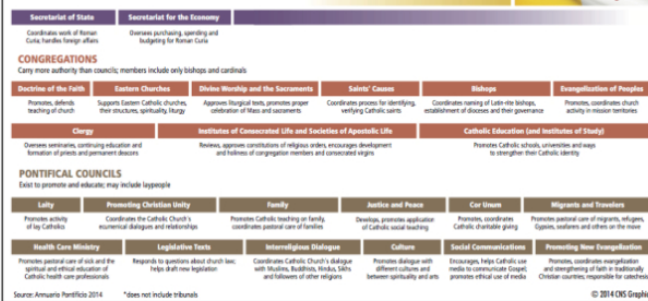 Secretariat of State
Secretariat for the Economy
Coordinates work of Roman
Curia; handles foreign affairs
Oversees purchasing, spending and
budgeting for Roman Curia
CONGREGATIONS
Carry more authority than councils; members include only bishops and cardinals
Doctrine of the Faith
Eastern Churches
Divine Worship and the Sacraments
Saints' Causes
Bishops
Evangelization of Peoples
Promotes, defends
teaching of church
Supports Eastern Catholic churches,
their structures, spirituality, liturgy
Approves liturgical texts, promotes proper
celebration of Mass and sacraments
Coordinates process for identifying,
verifying Catholic saints
Coordinates naming of Latin-rite bishops,
establishment of dioceses and their governance
Promotes, coordinates church
activity in mission territories
Clergy
Institutes of Consecrated Life and Societies of Apostolic Life
Catholic Education (and Institutes of Study)
Oversees seminaries, continuing education and
formation of priests and permanent deacons
Reviews, approves constitutions of religious orders, encourages development
and holiness of congregation members and consecrated virgins
Promotes Catholic schools, universities and ways
to strengthen their Catholic identity
PONTIFICAL COUNCILS
Exist to promote and educate; may include laypeople
Laity
Promoting Christian Unity
Family
Justice and Peace
Cor Unum
Migrants and Travelers
Promotes activity
of lay Catholics
Coordinates the Catholic Church's
ecumenical dialogues and relationships
Promotes Catholic teaching on family,
coordinates pastoral care of families
Develops, promotes application
of Catholic social teaching
Promotes, coordinates
Catholic charitable giving
Promotes pastoral care of migrants, refugees,
Gypsies, seafarers and others on the move
Health Care Ministry
Legislative Texts
Interreligious Dialogue
Culture
Social Communications
Promoting New Evangelization
Promotes pastoral care of sick and the
spiritual and ethical education of
Catholic health care professionals
Responds to questions about church law;
helps draft new legislation
Coordinates Catholic Church's dialogue
with Muslims, Buddhists, Hindus, Sikhs
and followers of other religions
Promotes dialogue with
different cultures and
between spirituality and arts
Encourages, helps Catholic use
media to communicate Gospel;
promotes ethical use of media
Promotes, coordinates evangelization
and strengthening of faith in traditionally
Christian countries; responsible for catechesis
Source: Annuario Pontificio 2014
*does not include tribunals
© 2014 CNS Graphic